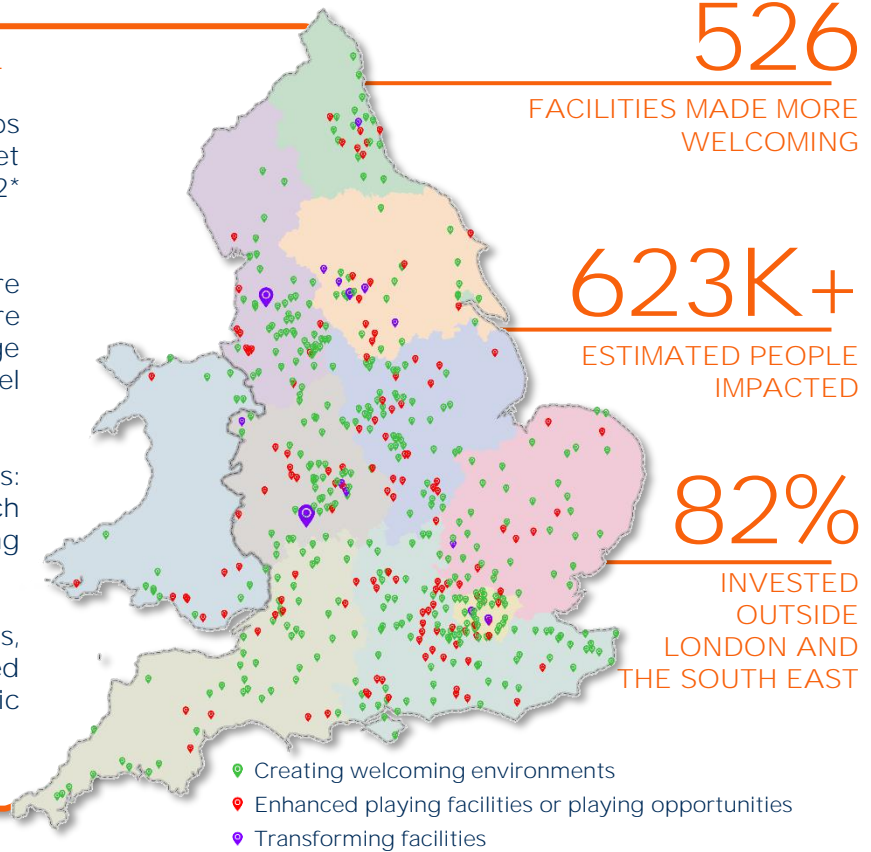 526
FACILITIES MADE MORE
WELCOMING
2*
623K+
ESTIMATED PEOPLE
IMPACTED
82%
INVESTED
OUTSIDE
LONDON AND
THE SOUTH EAST
Creating welcoming environments
Enhanced playing facilities or playing opportunities
Transforming facilities